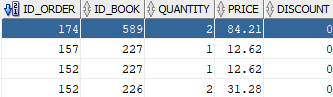 ID_ORDER ID_BOOK QUANTITY PRICE DISCOUNT
174 589 2 84.21 0
157 227 1 12.62 0
152 227 1 12.62 0
152 226 2 31.28 0